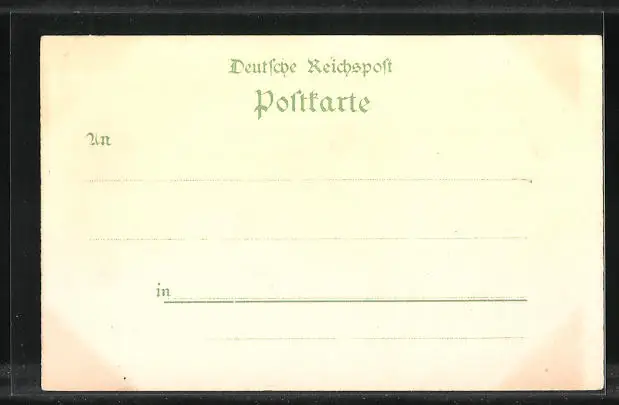 Deutſche Reichspoſt
Poſtkarte
An
in